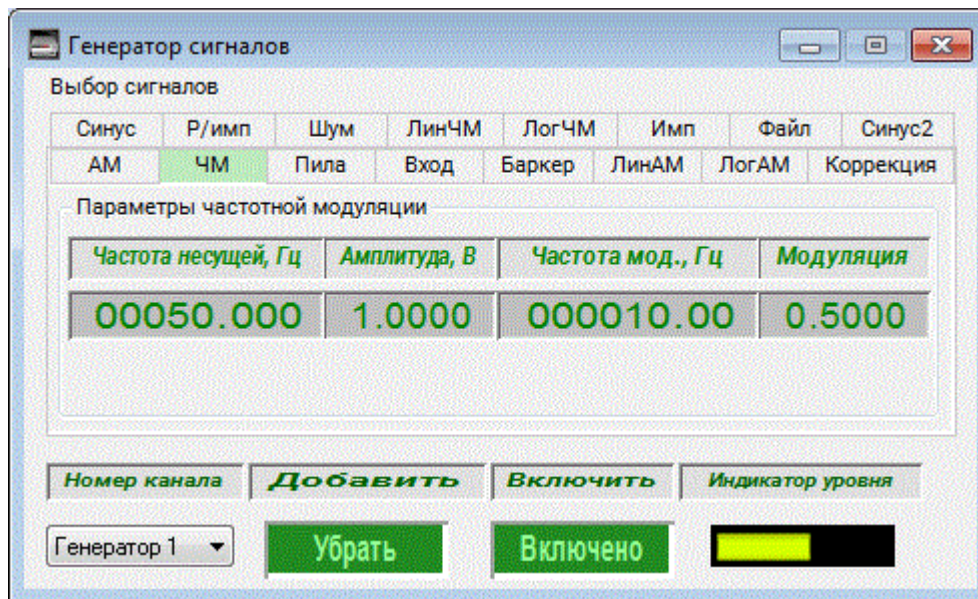 Генератор сигналов
Выбор сигналов
Синус Р/имп Шум ЛинЧМ ЛогЧМ Имп Файл Синус2
АМ ЧМ Пила Вход Баркер ЛинАМ ЛогАМ Коррекция
Параметры частотной модуляции
Частота несущей, Гц Амплитуда, В Частота мод., Гц Модуляция
00050.000 1.0000 000010.00 0.5000
Номер канала Добавить Включить Индикатор уровня
Генератор 1 Убрать Включено